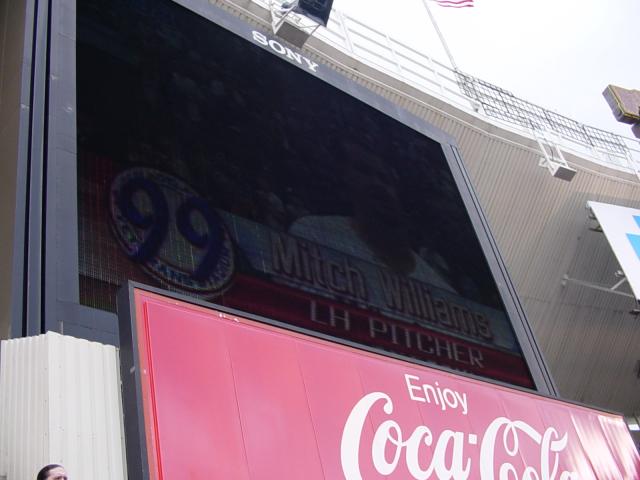 SONY
99
Mitch Williams
LH PITCHER
Enjoy
Coca-Cola